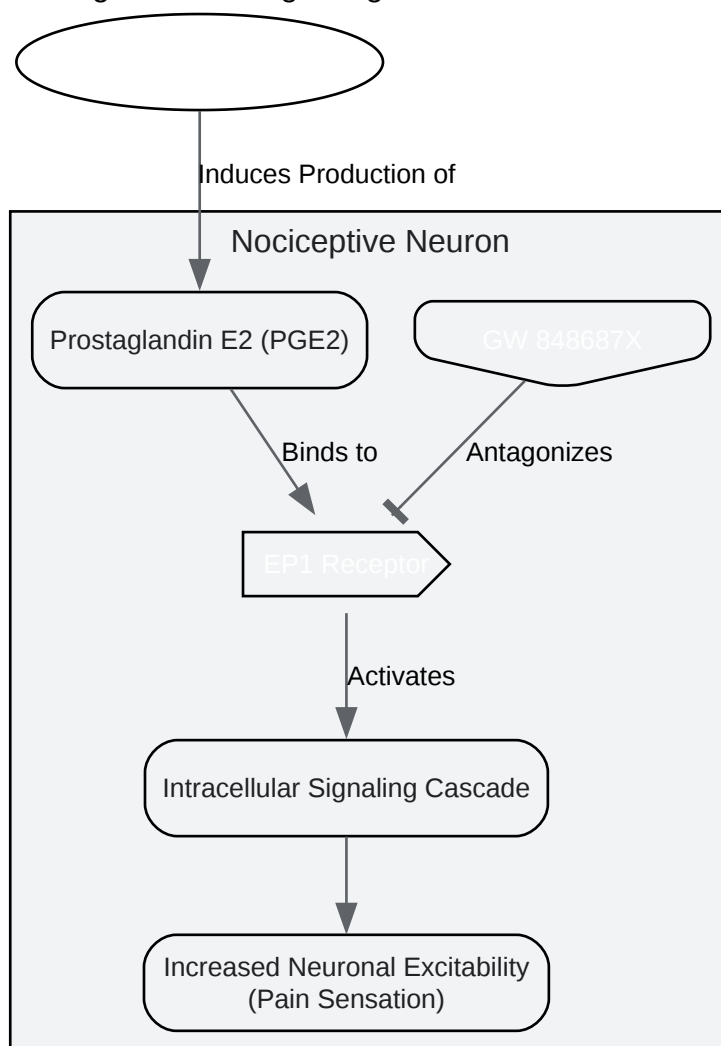 Induces Production of
Nociceptive Neuron
Prostaglandin E2 (PGE2)
GW 848687X
Binds to
Antagonizes
EP1 Receptor
Activates
Intracellular Signaling Cascade
Increased Neuronal Excitability
(Pain Sensation)